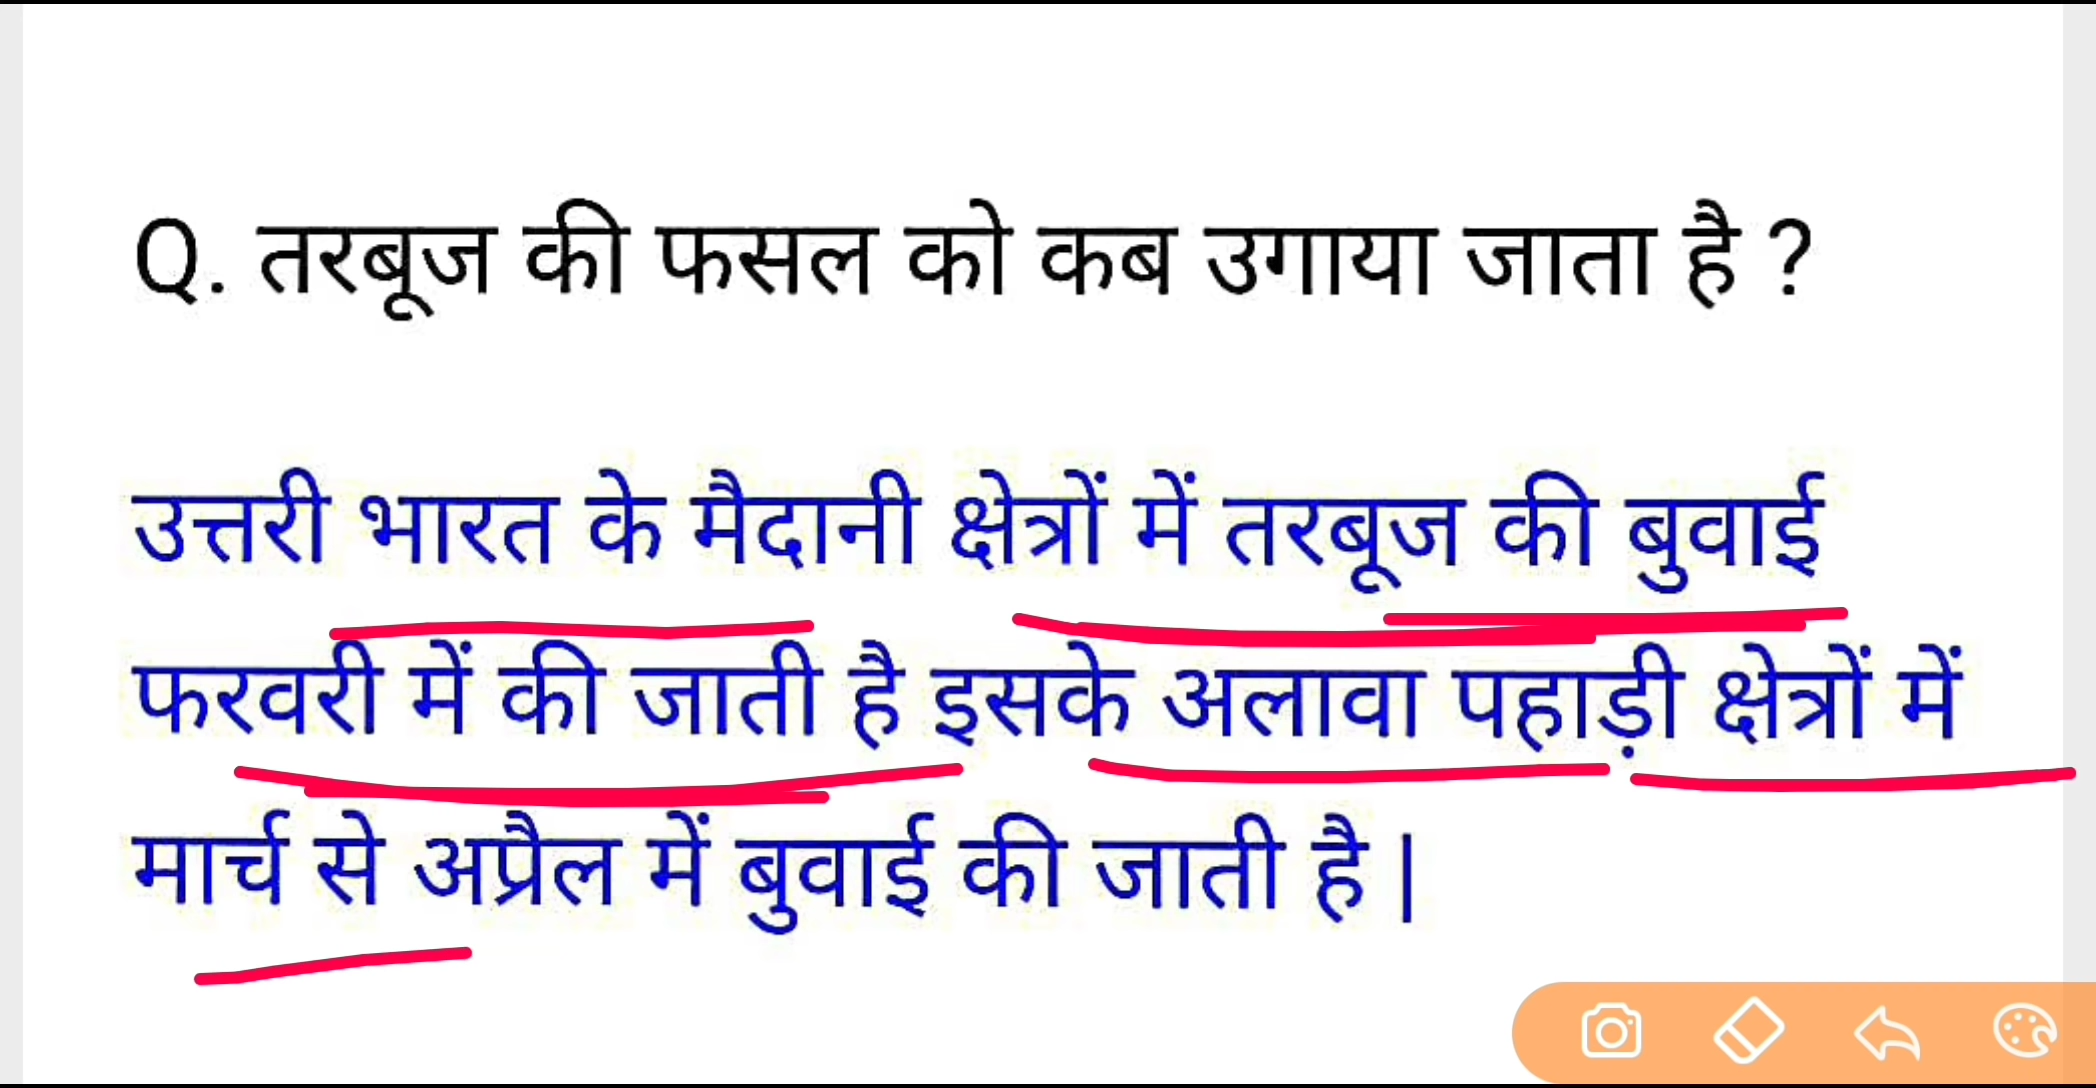 Q. तरबूज की फसल को कब उगाया जाता है ?
उत्तरी भारत के मैदानी क्षेत्रों में तरबूज की बुवाई
फरवरी में की जाती है इसके अलावा पहाड़ी क्षेत्रों में
मार्च से अप्रैल में बुवाई की जाती है |